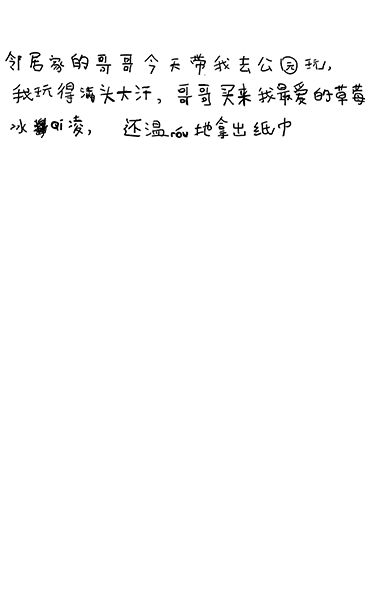 邻居家的哥哥今天带我去公园玩,
我玩得满头大汗,哥哥买来我最爱的草莓
冰qí凌, 还温róu地拿出纸巾